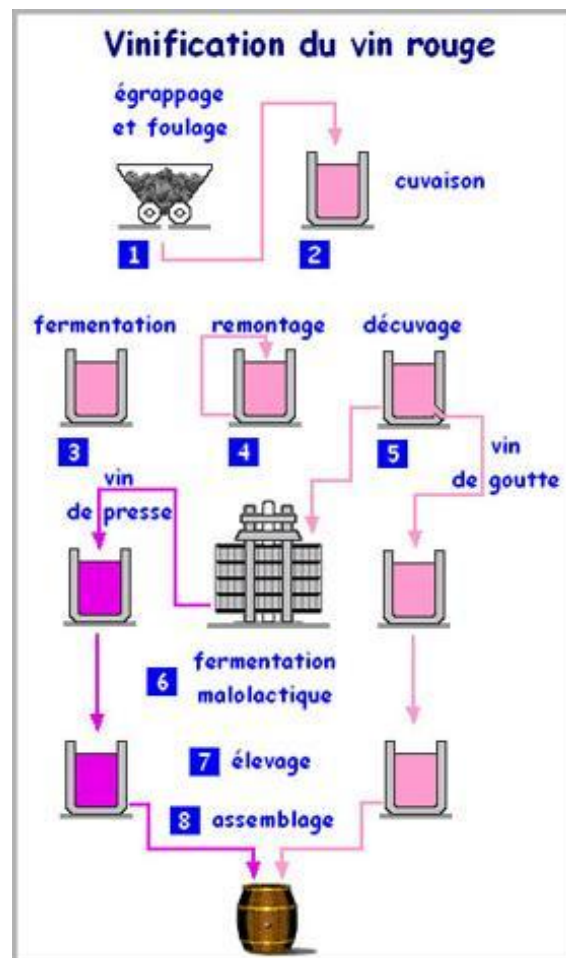 Vinification du vin rouge
égrappage
et foulage
cuvaison
1
2
fermentation
remontage
décuvage
3
4
5
vin
de goutte
vin
de presse
6
fermentation
malolactique
7
élevage
8
assemblage